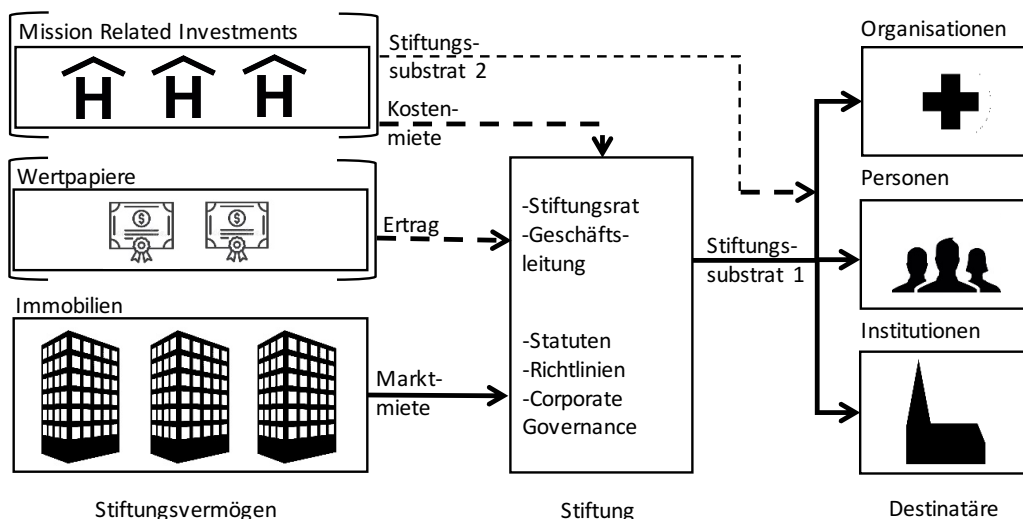 Mission Related Investments
H H H
Stiftungs-
substrat 2
Kosten-
miete
Wertpapiere
$ $
Ertrag
Immobilien
Markt-
miete
Stiftungsvermögen
-Stiftungsrat
-Geschäfts-
leitung
-Statuten
-Richtlinien
-Corporate
Governance
Stiftung
Stiftungs-
substrat 1
Organisationen
Personen
Institutionen
Destinatäre